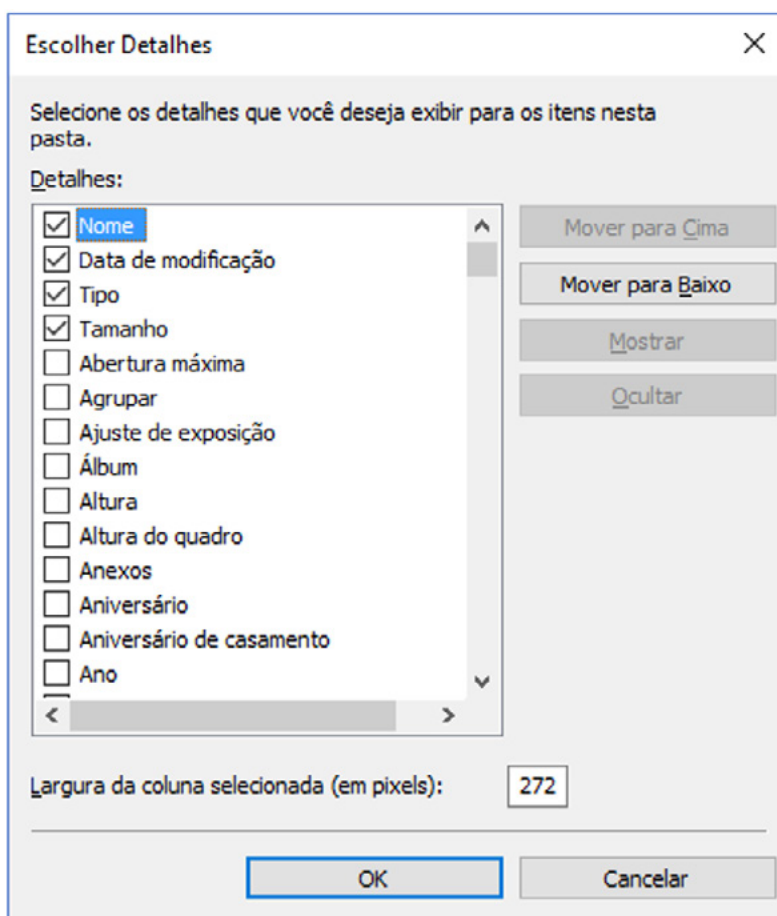 Escolher Detalhes
Selecione os detalhes que você deseja exibir para os itens nesta
pasta.
Detalhes:
Nome
Data de modificação
Tipo
Tamanho
Abertura máxima
Agrupar
Ajuste de exposição
Álbum
Altura
Altura do quadro
Anexos
Aniversário
Aniversário de casamento
Ano
Mover para Cima
Mover para Baixo
Mostrar
Ocultar
Largura da coluna selecionada (em pixels): 272
OK
Cancelar